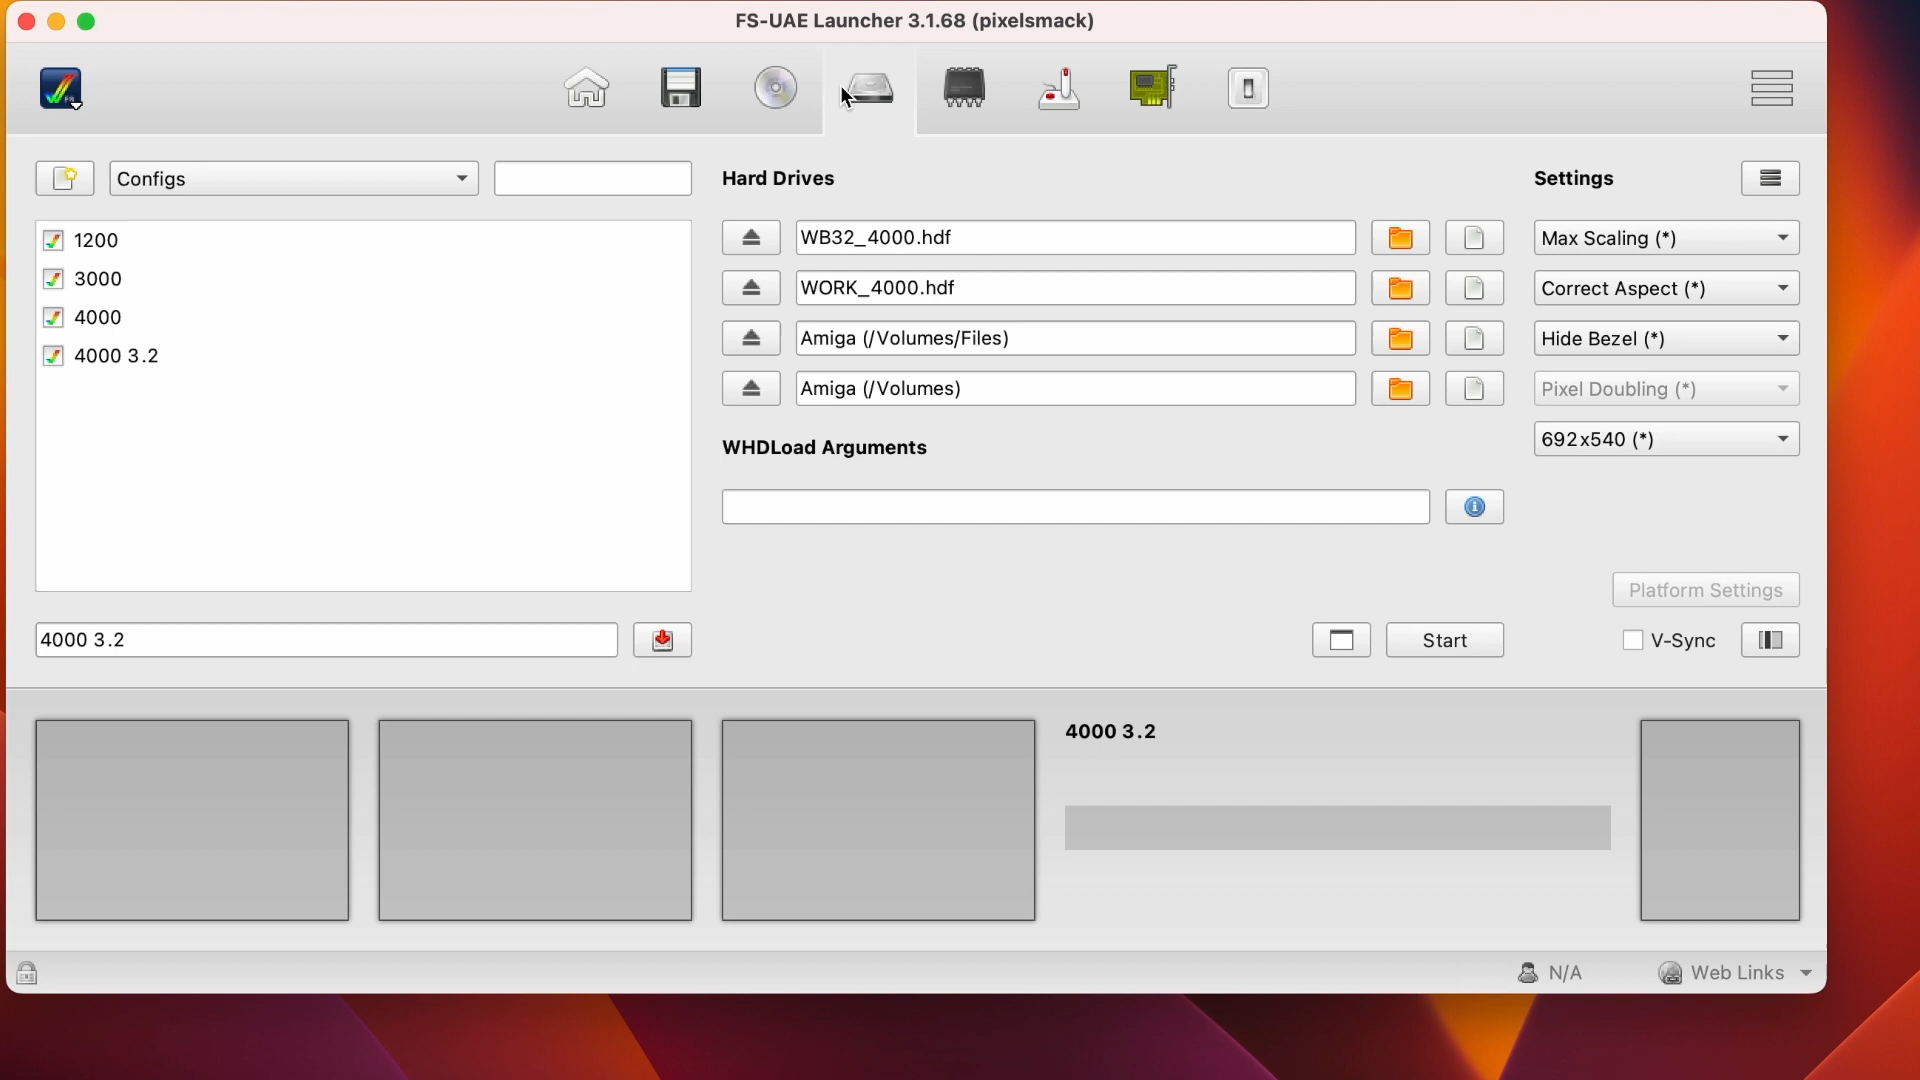 FS-UAE Launcher 3.1.68 (pixelsmack)
Configs
1200
3000
4000
4000 3.2
4000 3.2
Hard Drives
WB32_4000.hdf
WORK_4000.hdf
Amiga (/Volumes/Files)
Amiga (/Volumes)
WHDLoad Arguments
Start
Settings
Max Scaling (*)
Correct Aspect (*)
Hide Bezel (*)
Pixel Doubling (*)
692x540 (*)
Platform Settings
V-Sync
4000 3.2
N/A
Web Links